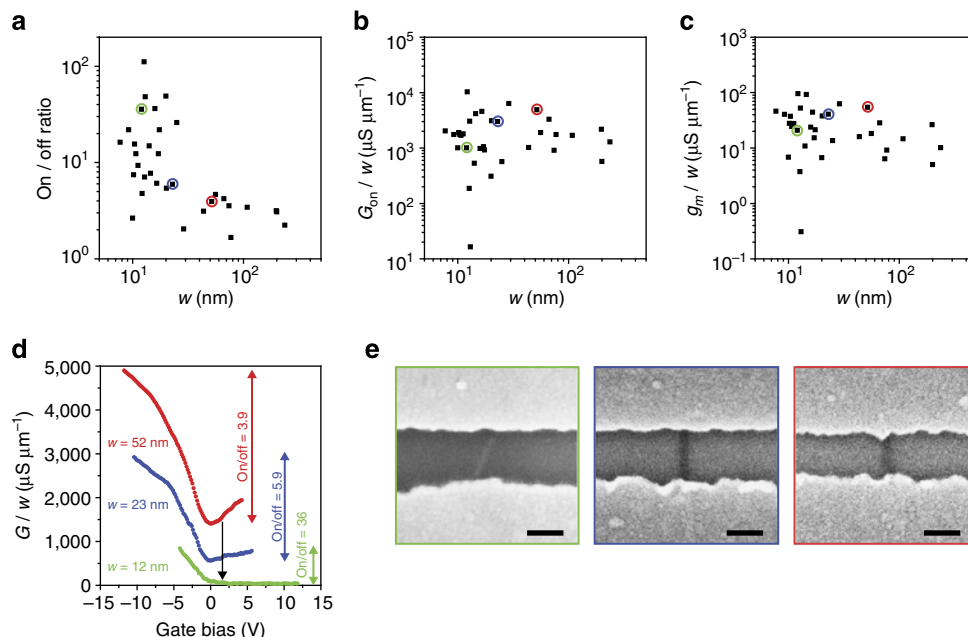 a
10²
10¹
10⁰
On / off ratio
10¹
10²
w (nm)
b
10⁵
10⁴
10³
10²
10¹
G_on / w (µS µm⁻¹)
10¹
10²
w (nm)
c
10³
10²
10¹
10⁰
10⁻¹
g_m / w (µS µm⁻¹)
10¹
10²
w (nm)
d
5,000
4,000
3,000
2,000
1,000
0
G / w (µS µm⁻¹)
w = 52 nm
w = 23 nm
w = 12 nm
On/off = 3.9
On/off = 5.9
On/off = 36
−15 −10 −5 0 5 10 15
Gate bias (V)
e